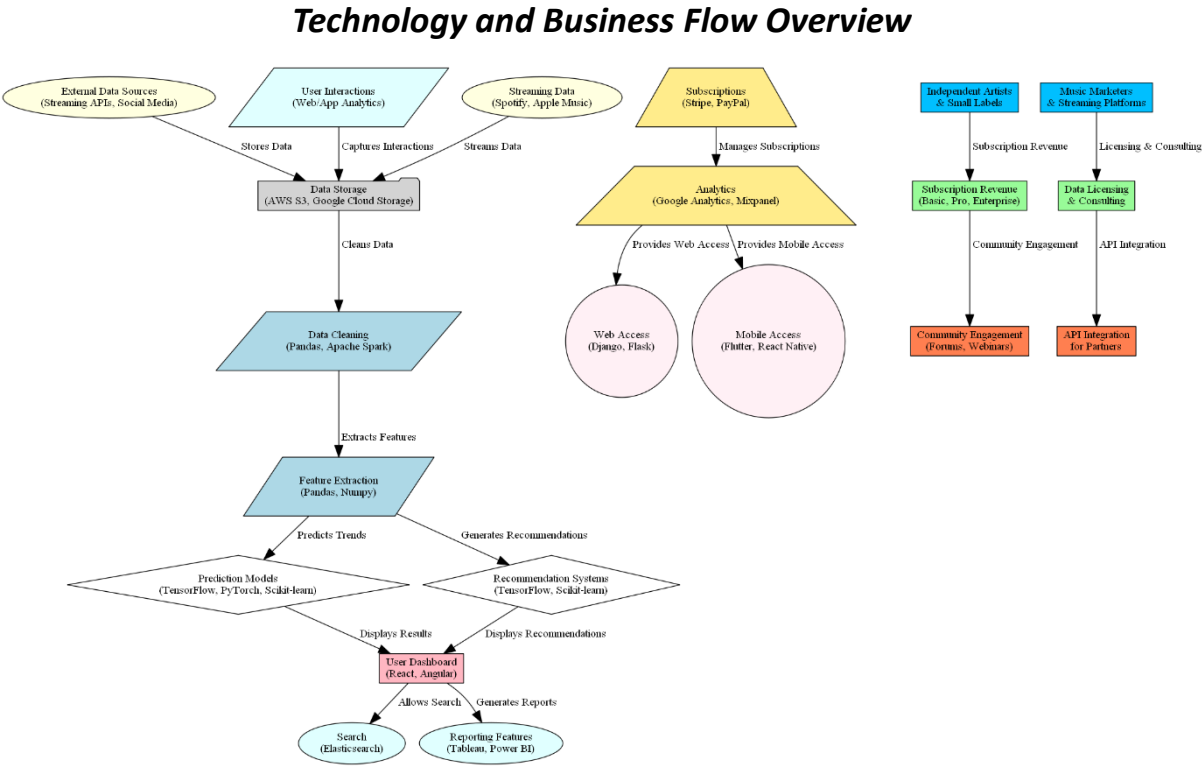 Technology and Business Flow Overview
External Data Sources
(Streaming APIs, Social Media)
User Interactions
(Web/App Analytics)
Streaming Data
(Spotify, Apple Music)
Subscriptions
(Stripe, PayPal)
Independent Artists
& Small Labels
Music Marketers
& Streaming Platforms
Stores Data
Captures Interactions
Streams Data
Manages Subscriptions
Subscription Revenue
Licensing & Consulting
Data Storage
(AWS S3, Google Cloud Storage)
Analytics
(Google Analytics, Mixpanel)
Subscription Revenue
(Basic, Pro, Enterprise)
Data Licensing
& Consulting
Cleans Data
Provides Web Access
Provides Mobile Access
Community Engagement
API Integration
Data Cleaning
(Pandas, Apache Spark)
Web Access
(Django, Flask)
Mobile Access
(Flutter, React Native)
Community Engagement
(Forums, Webinars)
API Integration
for Partners
Extracts Features
Feature Extraction
(Pandas, Numpy)
Predicts Trends
Generates Recommendations
Prediction Models
(TensorFlow, PyTorch, Scikit-learn)
Recommendation Systems
(TensorFlow, Scikit-learn)
Displays Results
Displays Recommendations
User Dashboard
(React, Angular)
Allows Search
Generates Reports
Search
(Elasticsearch)
Reporting Features
(Tableau, Power BI)